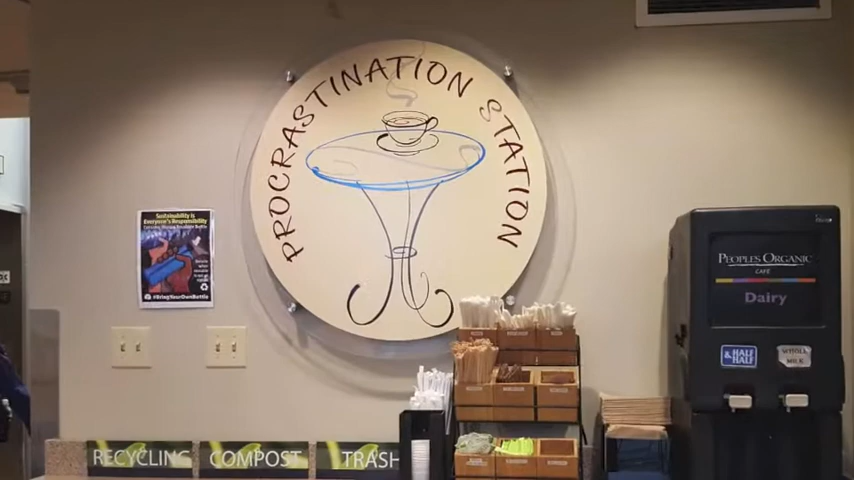 PROCRASTINATION STATION
Sustainability is
Everyone's Responsibility
#BringYourOwnBottle
PEOPLES ORGANIC
CAFE
Dairy
HALF
HALF
WHOLE
MILK
RECYCLING
COMPOST
TRASH